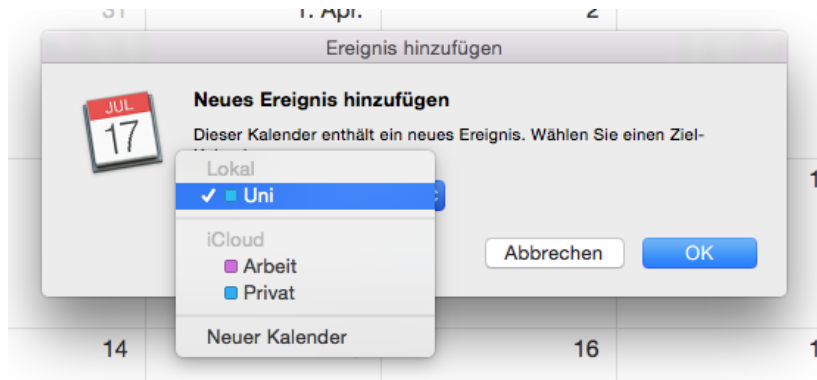 31
1. Apr.
2
Ereignis hinzufügen
JUL
17
Neues Ereignis hinzufügen
Dieser Kalender enthält ein neues Ereignis. Wählen Sie einen Ziel-
Lokal
✓ Uni
iCloud
Arbeit
Privat
Neuer Kalender
Abbrechen
OK
14
16